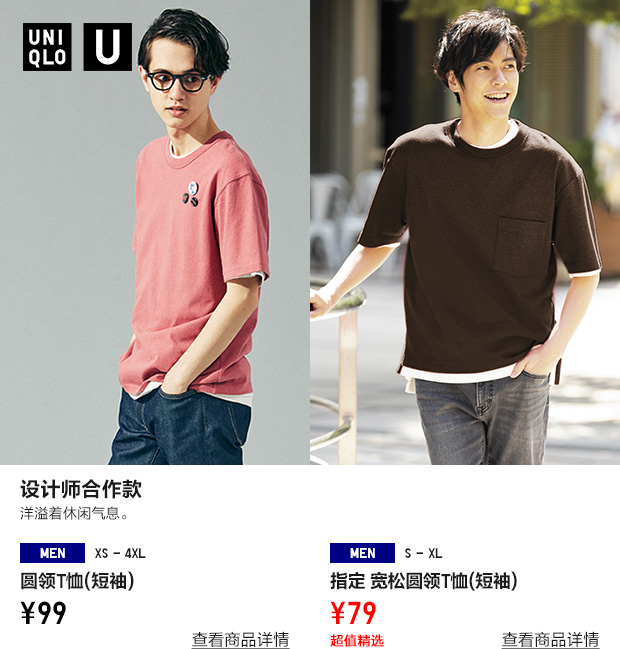 UNI
QLO
U
设计师合作款
洋溢着休闲气息。
MEN XS - 4XL
圆领T恤(短袖)
¥99
查看商品详情
MEN S - XL
指定 宽松圆领T恤(短袖)
¥79
超值精选
查看商品详情